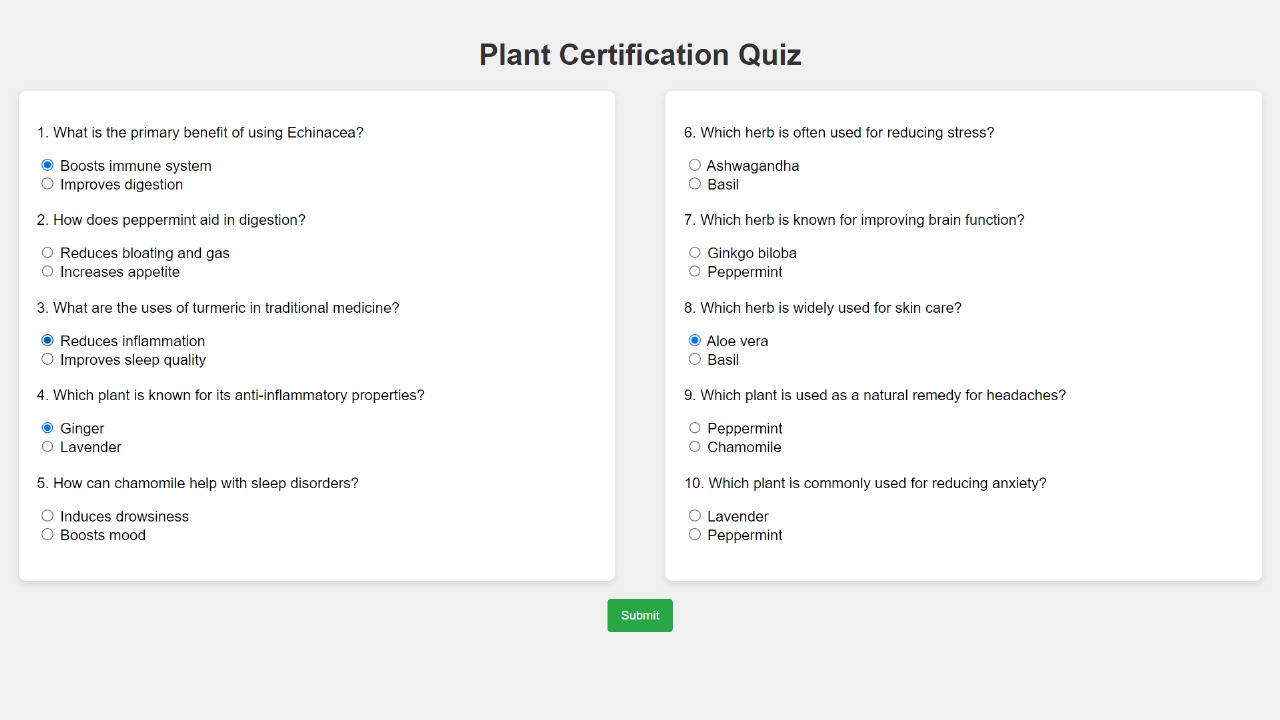 Plant Certification Quiz
1. What is the primary benefit of using Echinacea?
Boosts immune system
Improves digestion
2. How does peppermint aid in digestion?
Reduces bloating and gas
Increases appetite
3. What are the uses of turmeric in traditional medicine?
Reduces inflammation
Improves sleep quality
4. Which plant is known for its anti-inflammatory properties?
Ginger
Lavender
5. How can chamomile help with sleep disorders?
Induces drowsiness
Boosts mood
6. Which herb is often used for reducing stress?
Ashwagandha
Basil
7. Which herb is known for improving brain function?
Ginkgo biloba
Peppermint
8. Which herb is widely used for skin care?
Aloe vera
Basil
9. Which plant is used as a natural remedy for headaches?
Peppermint
Chamomile
10. Which plant is commonly used for reducing anxiety?
Lavender
Peppermint
Submit